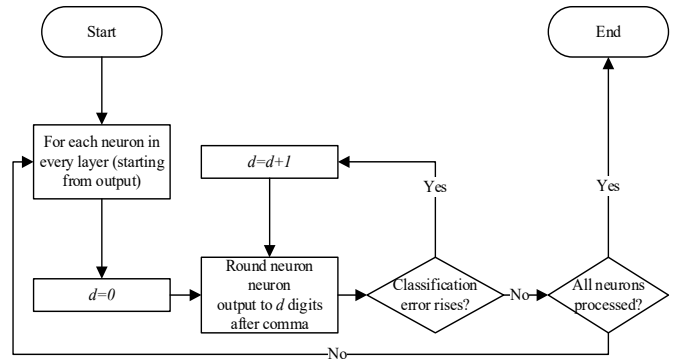 Start
End
For each neuron in
every layer (starting
from output)
d=d+1
Yes
Yes
d=0
Round neuron
neuron
output to d digits
after comma
Classification
error rises?
No
All neurons
processed?
No